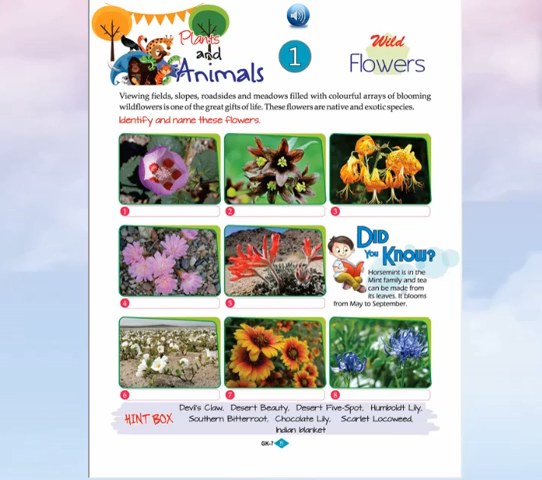 Plants
and
Animals
1
Wild
Flowers
Viewing fields, slopes, roadsides and meadows filled with colourful arrays of blooming
wildflowers is one of the great gifts of life. These flowers are native and exotic species.
Identify and name these flowers.
1
2
3
4
5
DID
You KNOW?
Horsemint is in the
Mint family and tea
can be made from
its leaves. It blooms
from May to September.
6
7
8
HINT BOX
Devil's Claw, Desert Beauty, Desert Five-Spot, Humboldt Lily,
Southern Bitterroot, Chocolate Lily, Scarlet Locoweed,
Indian blanket
GK-7